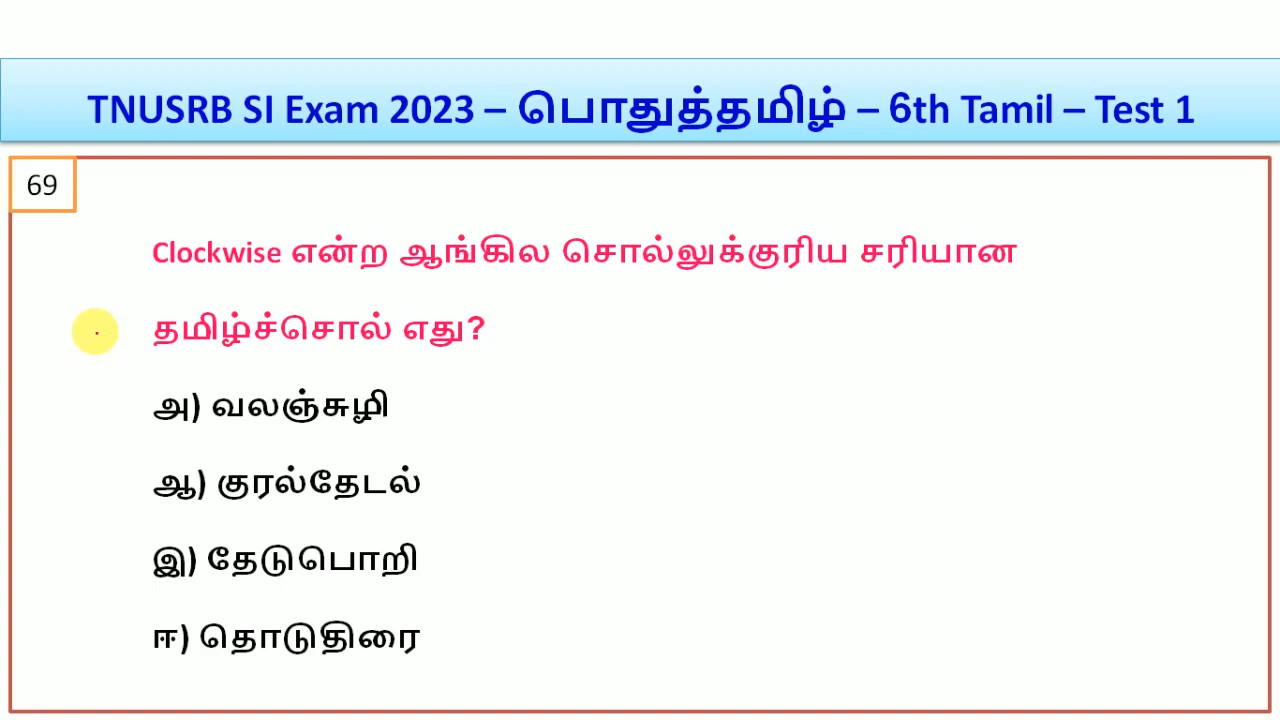 TNUSRB SI Exam 2023 – பொதுத்தமிழ் – 6th Tamil – Test 1
69
Clockwise என்ற ஆங்கில சொல்லுக்குரிய சரியான
தமிழ்ச்சொல் எது?
அ) வலஞ்சுழி
ஆ) குரல்தேடல்
இ) தேடுபொறி
ஈ) தொடுதிரை